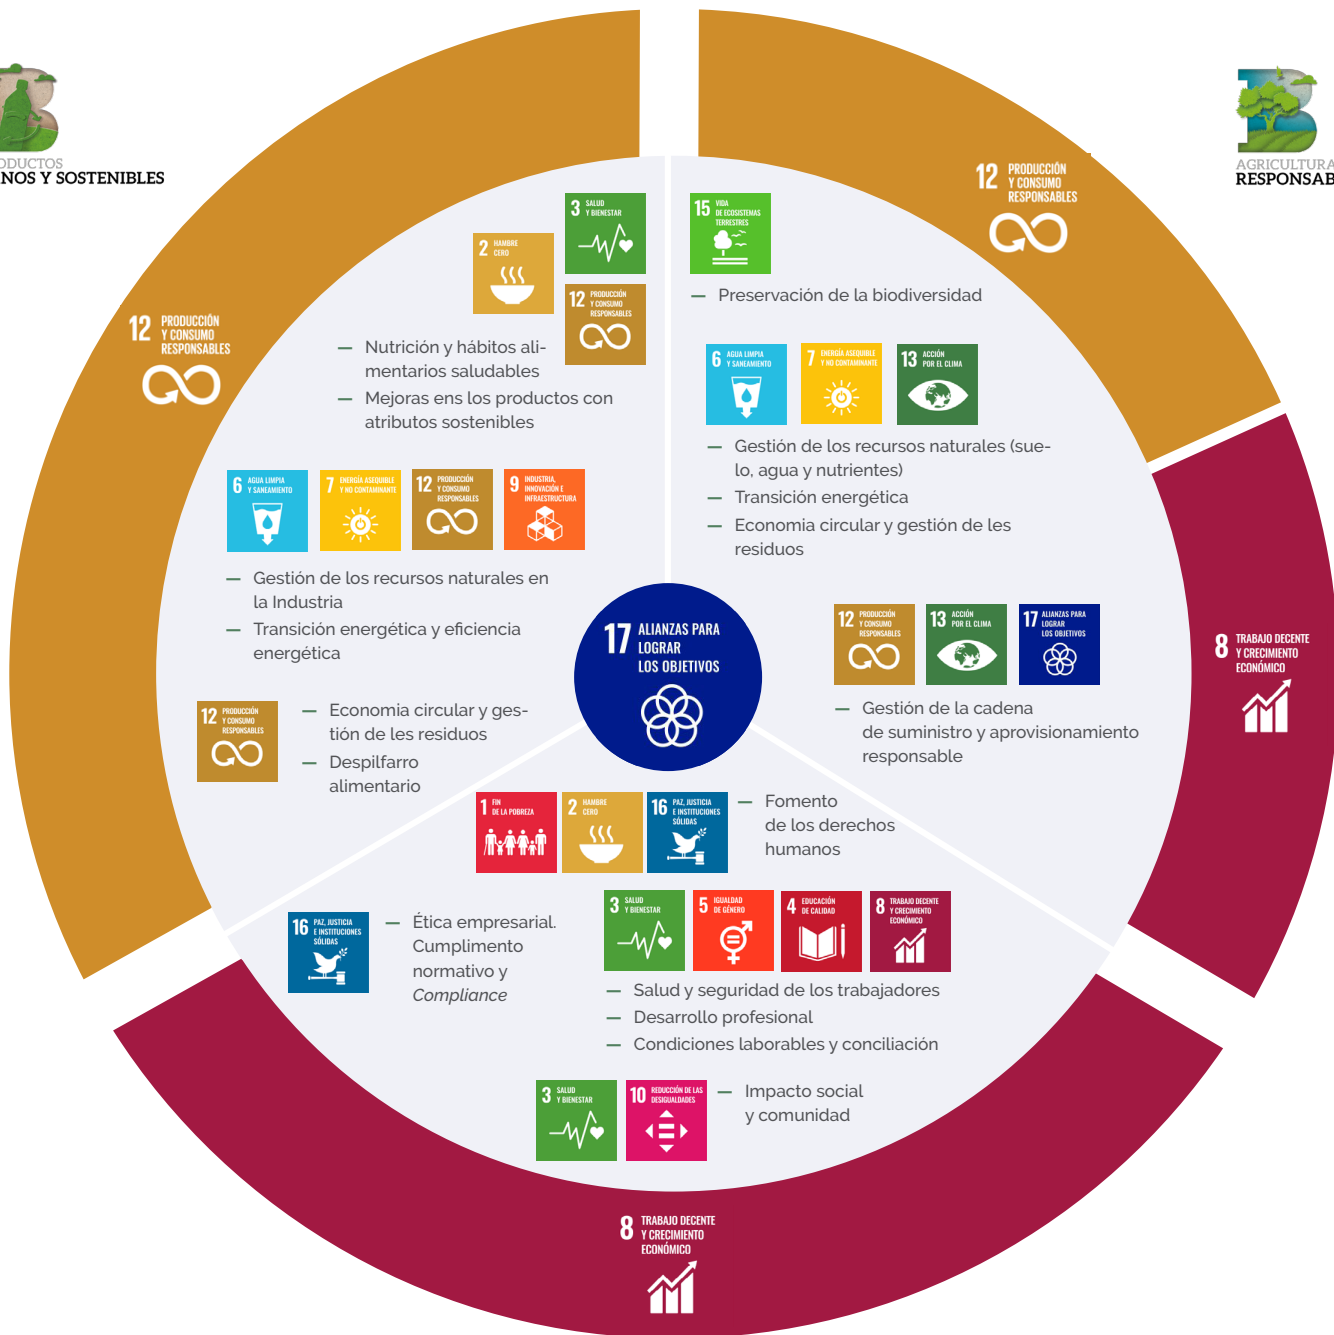 NOS Y SOSTENIBLES
AGRICULTURA
12 PRODUCCIÓN
Y CONSUMO
RESPONSABLES
12 PRODUCCIÓN
Y CONSUMO
RESPONSABLES
8 TRABAJO DECENTE
Y CRECIMIENTO
ECONÓMICO
8 TRABAJO DECENTE
Y CRECIMIENTO
ECONÓMICO
3 SALUD
Y BIENESTAR
2 HAMBRE
CERO
12 PRODUCCIÓN
Y CONSUMO
RESPONSABLES
— Nutrición y hábitos ali-
mentarios saludables
— Mejoras ens los productos con
atributos sostenibles
6 AGUA LIMPIA
Y SANEAMIENTO
7 ENERGÍA ASEQUIBLE
Y NO CONTAMINANTE
12 PRODUCCIÓN
Y CONSUMO
RESPONSABLES
9 INDUSTRIA,
INNOVACIÓN E
INFRAESTRUCTURA
— Gestión de los recursos naturales en
la Industria
— Transición energética y eficiencia
energética
12 PRODUCCIÓN
Y CONSUMO
RESPONSABLES
— Economia circular y ges-
tión de les residuos
— Despilfarro
alimentario
15 VIDA
DE ECOSISTEMAS
TERRESTRES
— Preservación de la biodiversidad
6 AGUA LIMPIA
Y SANEAMIENTO
7 ENERGÍA ASEQUIBLE
Y NO CONTAMINANTE
13 ACCIÓN
POR EL CLIMA
— Gestión de los recursos naturales (sue-
lo, agua y nutrientes)
— Transición energética
— Economia circular y gestión de les
residuos
12 PRODUCCIÓN
Y CONSUMO
RESPONSABLES
13 ACCIÓN
POR EL CLIMA
17 ALIANZAS PARA
LOGRAR
LOS OBJETIVOS
— Gestión de la cadena
de suministro y aprovisionamiento
responsable
17 ALIANZAS PARA
LOGRAR
LOS OBJETIVOS
1 FIN
DE LA POBREZA
2 HAMBRE
CERO
16 PAZ, JUSTICIA
E INSTITUCIONES
SÓLIDAS
— Fomento
de los derechos
humanos
16 PAZ, JUSTICIA
E INSTITUCIONES
SÓLIDAS
— Ética empresarial.
Cumplimento
normativo y
Compliance
3 SALUD
Y BIENESTAR
5 IGUALDAD
DE GÉNERO
4 EDUCACIÓN
DE CALIDAD
8 TRABAJO DECENTE
Y CRECIMIENTO
ECONÓMICO
— Salud y seguridad de los trabajadores
— Desarrollo profesional
— Condiciones laborables y conciliación
3 SALUD
Y BIENESTAR
10 REDUCCIÓN DE LAS
DESIGUALDADES
— Impacto social
y comunidad